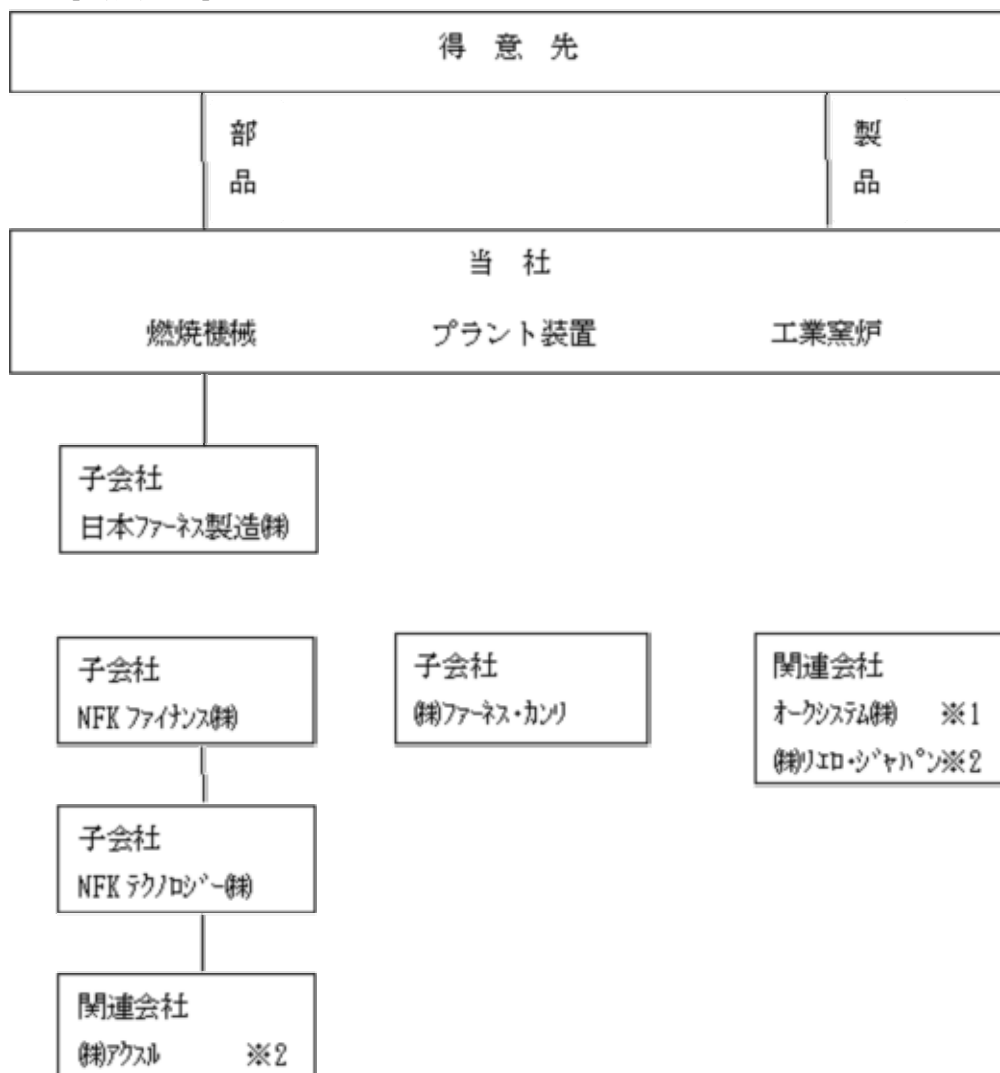 得 意 先
部品
製品
当 社
燃焼機械 プラント装置 工業窯炉
子会社
日本ﾌｧｰﾈｽ製造㈱
子会社
NFK ﾌｧｲﾅﾝｽ㈱
子会社
㈱ﾌｧｰﾈｽ・ｶﾝﾘ
関連会社
ｵｰｸｼｽﾃﾑ㈱ ※1
㈱ﾘｴﾛ・ｼﾞｬﾊﾟﾝ※2
子会社
NFK ﾃｸﾉﾛｼﾞｰ㈱
関連会社
㈱ｱｸｽﾙ ※2